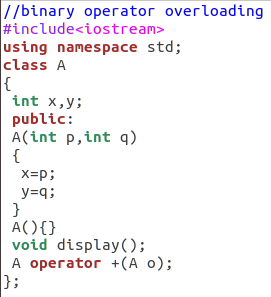 //binary operator overloading
#include<iostream>
using namespace std;
class A
{
 int x,y;
 public:
 A(int p,int q)
 {
  x=p;
  y=q;
 }
 A(){}
 void display();
 A operator +(A o);
};